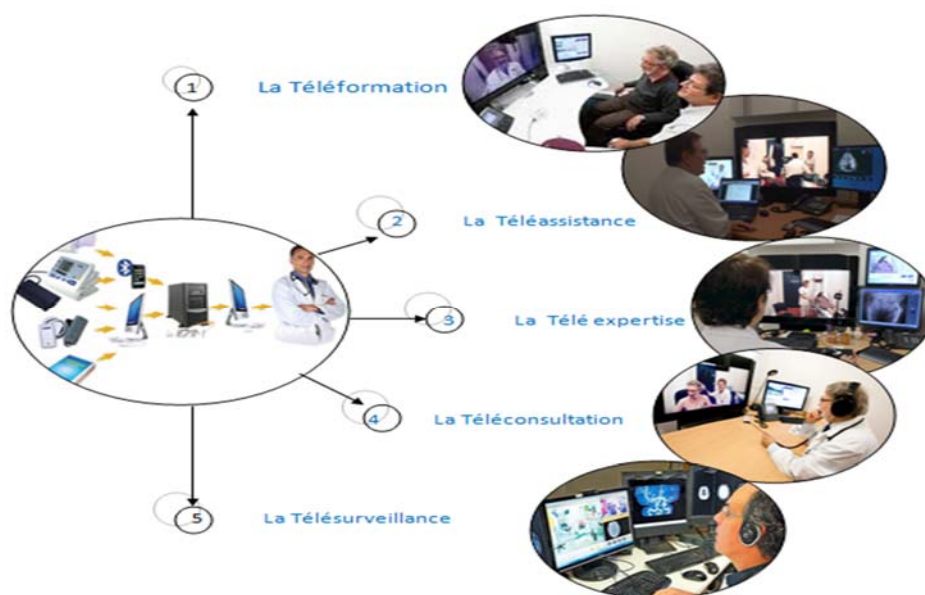 1 La Téléformation
2 La Téléassistance
3 La Télé expertise
4 La Téléconsultation
5 La Télésurveillance